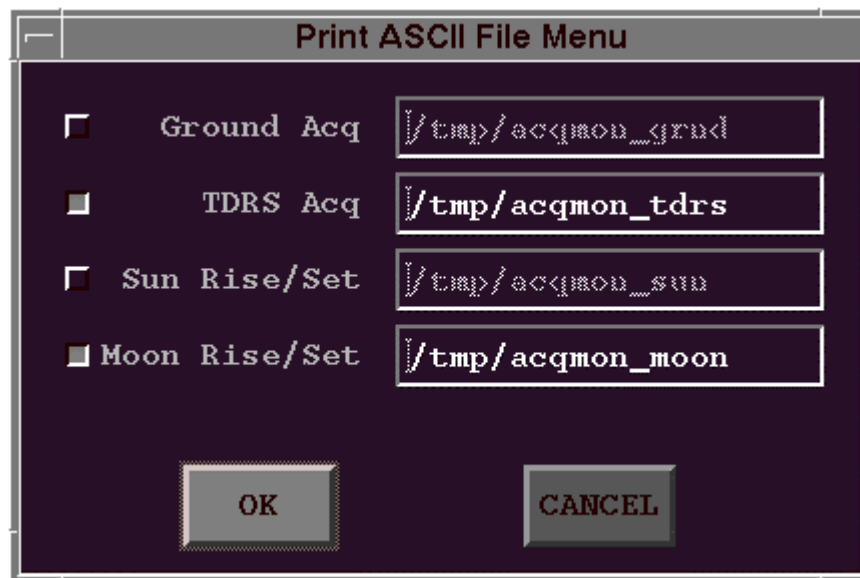 Print ASCII File Menu
Ground Acq /tmp/acqmon_grnd
TDRS Acq /tmp/acqmon_tdrs
Sun Rise/Set /tmp/acqmon_sun
Moon Rise/Set /tmp/acqmon_moon
OK CANCEL